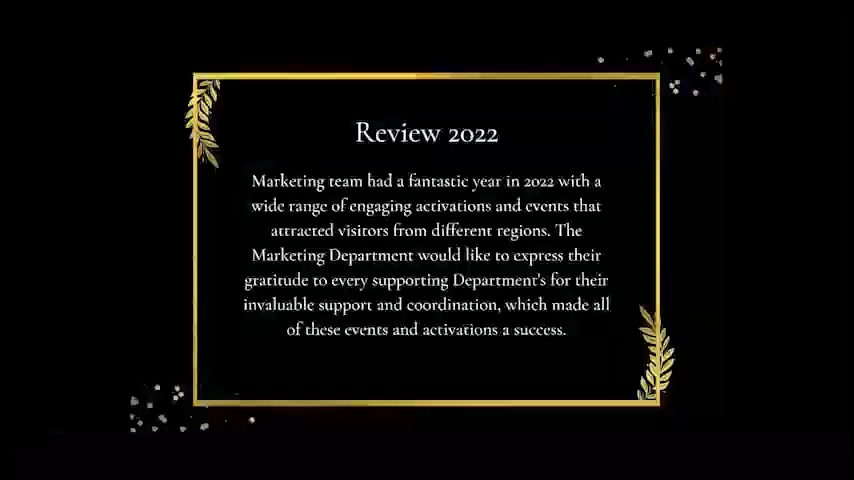 Review 2022
Marketing team had a fantastic year in 2022 with a
wide range of engaging activations and events that
attracted visitors from different regions. The
Marketing Department would like to express their
gratitude to every supporting Department's for their
invaluable support and coordination, which made all
of these events and activations a success.